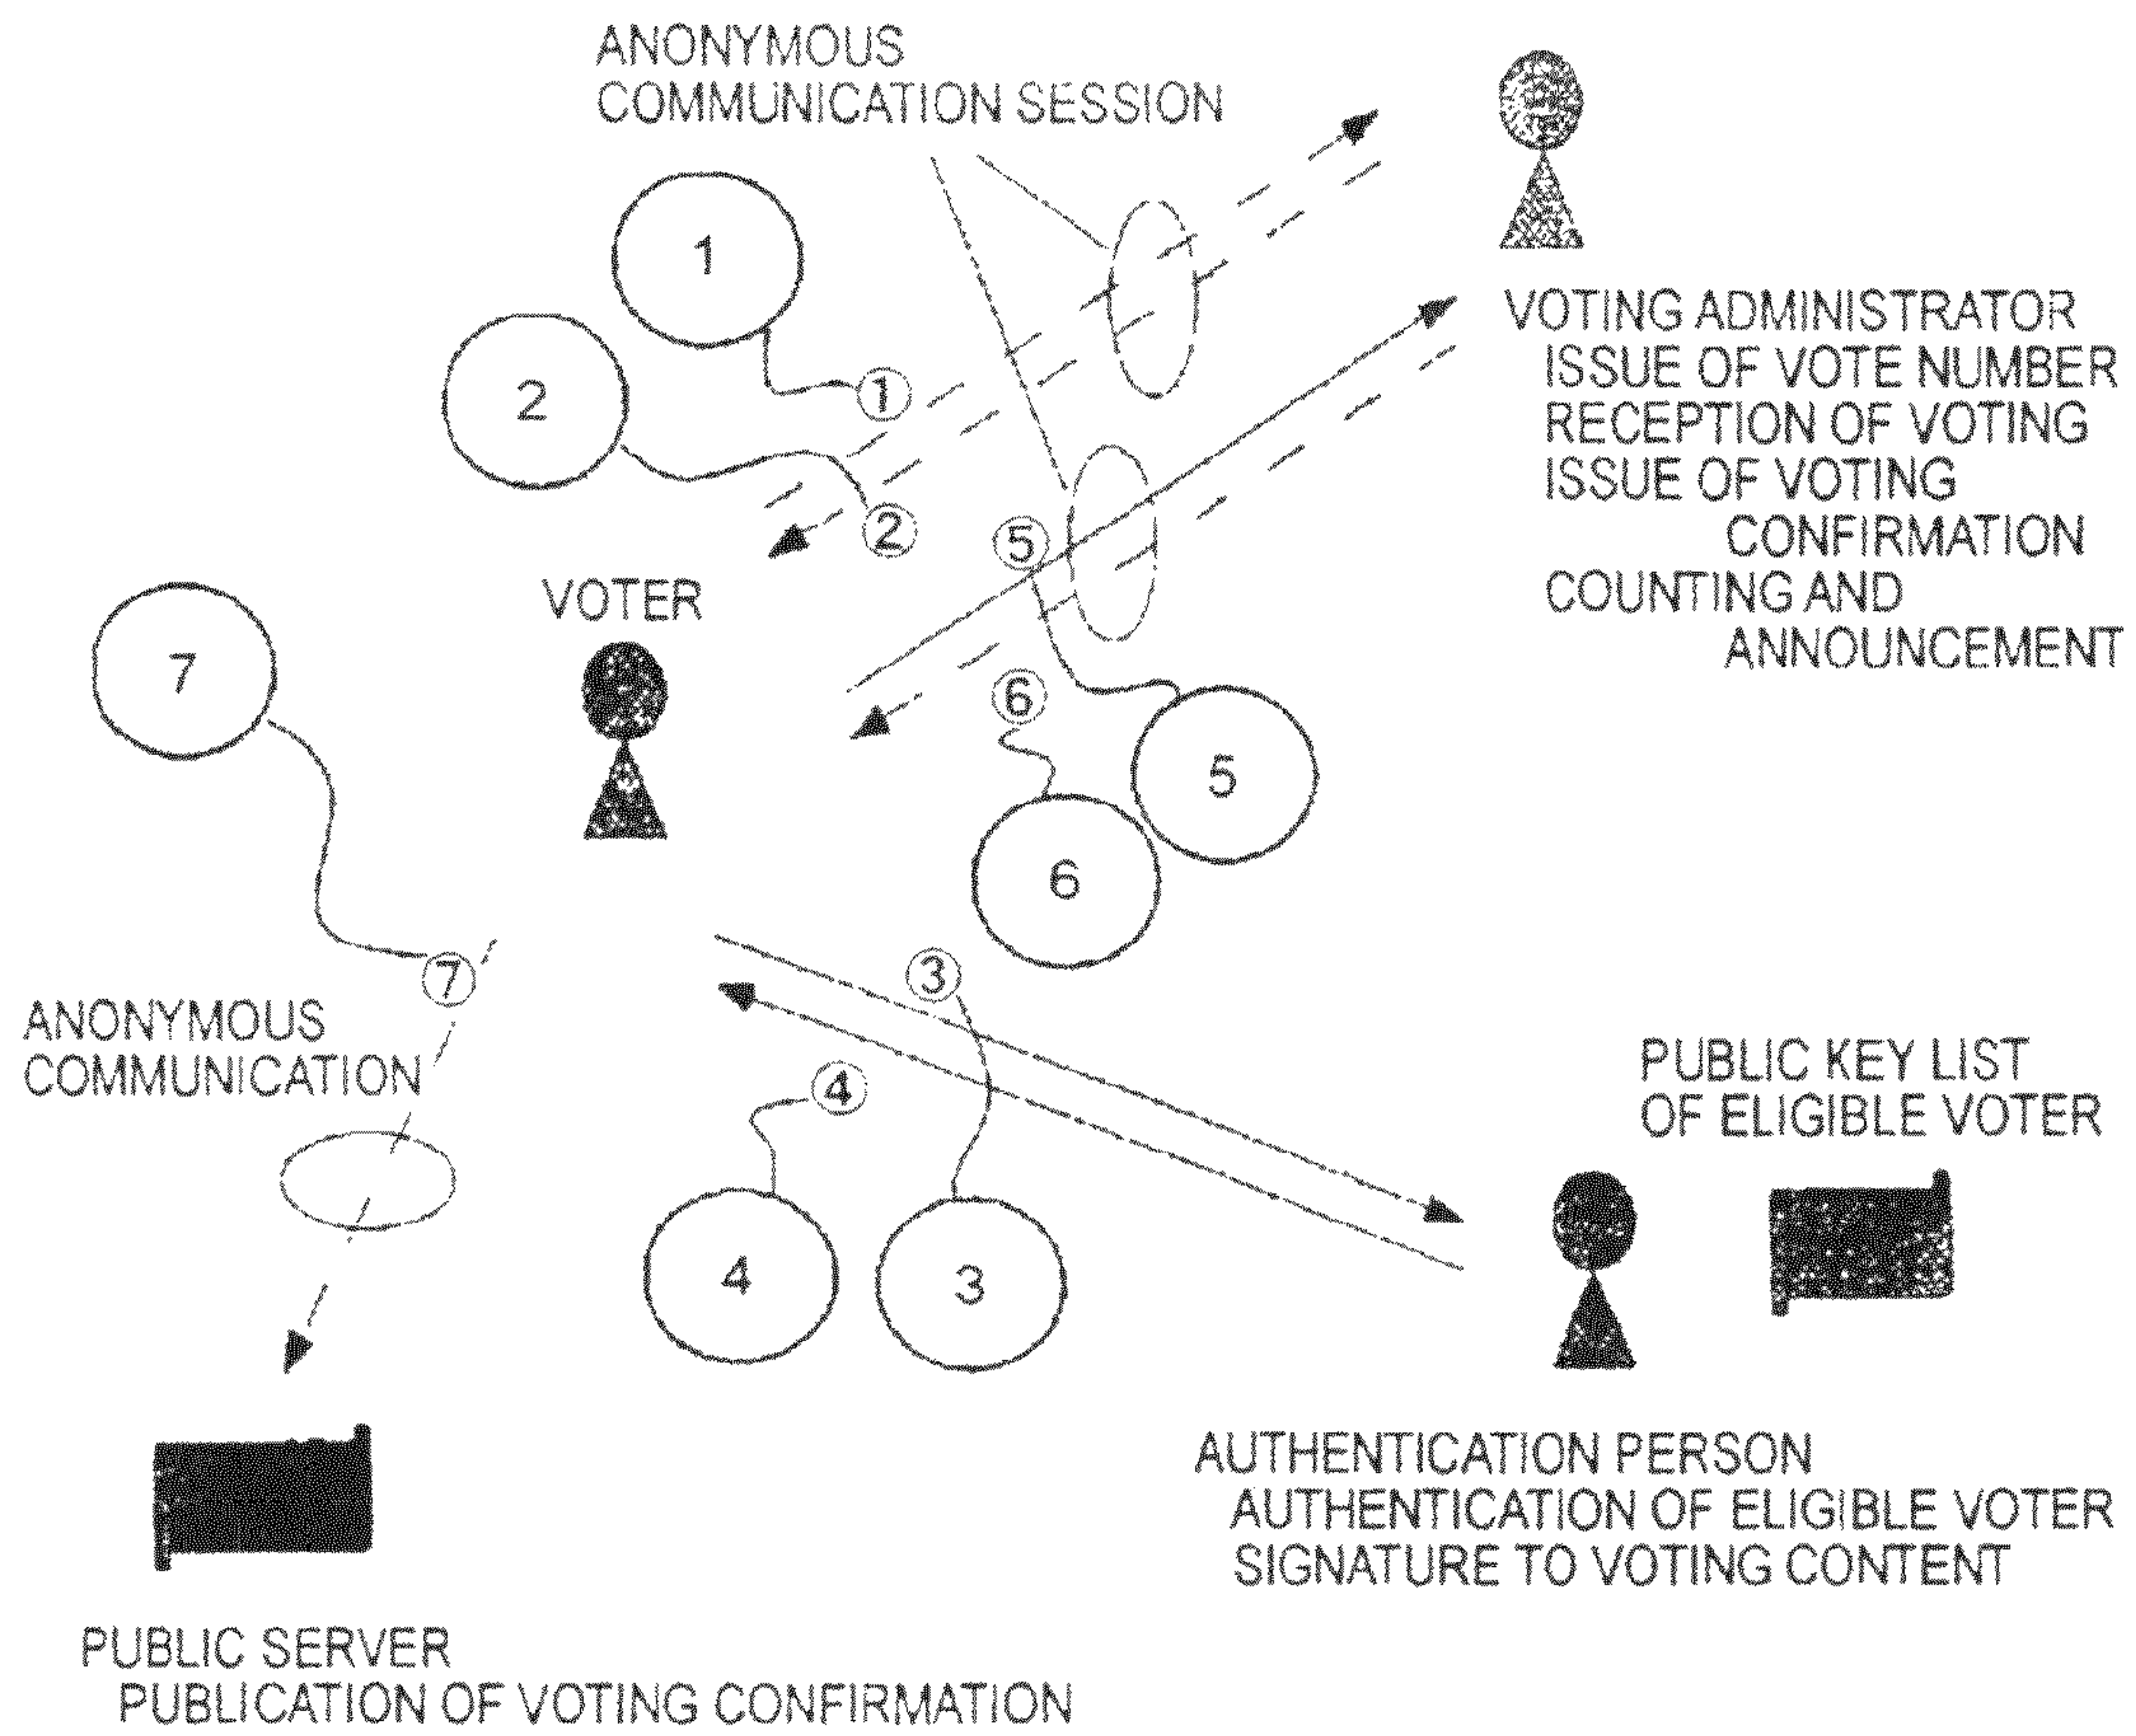 ANONYMOUS
COMMUNICATION SESSION
1
1
2
2
VOTING ADMINISTRATOR
ISSUE OF VOTE NUMBER
RECEPTION OF VOTING
ISSUE OF VOTING
CONFIRMATION
COUNTING AND
ANNOUNCEMENT
VOTER
5
6
5
6
7
7
ANONYMOUS
COMMUNICATION
3
4
4
3
PUBLIC KEY LIST
OF ELIGIBLE VOTER
AUTHENTICATION PERSON
AUTHENTICATION OF ELIGIBLE VOTER
SIGNATURE TO VOTING CONTENT
PUBLIC SERVER
PUBLICATION OF VOTING CONFIRMATION